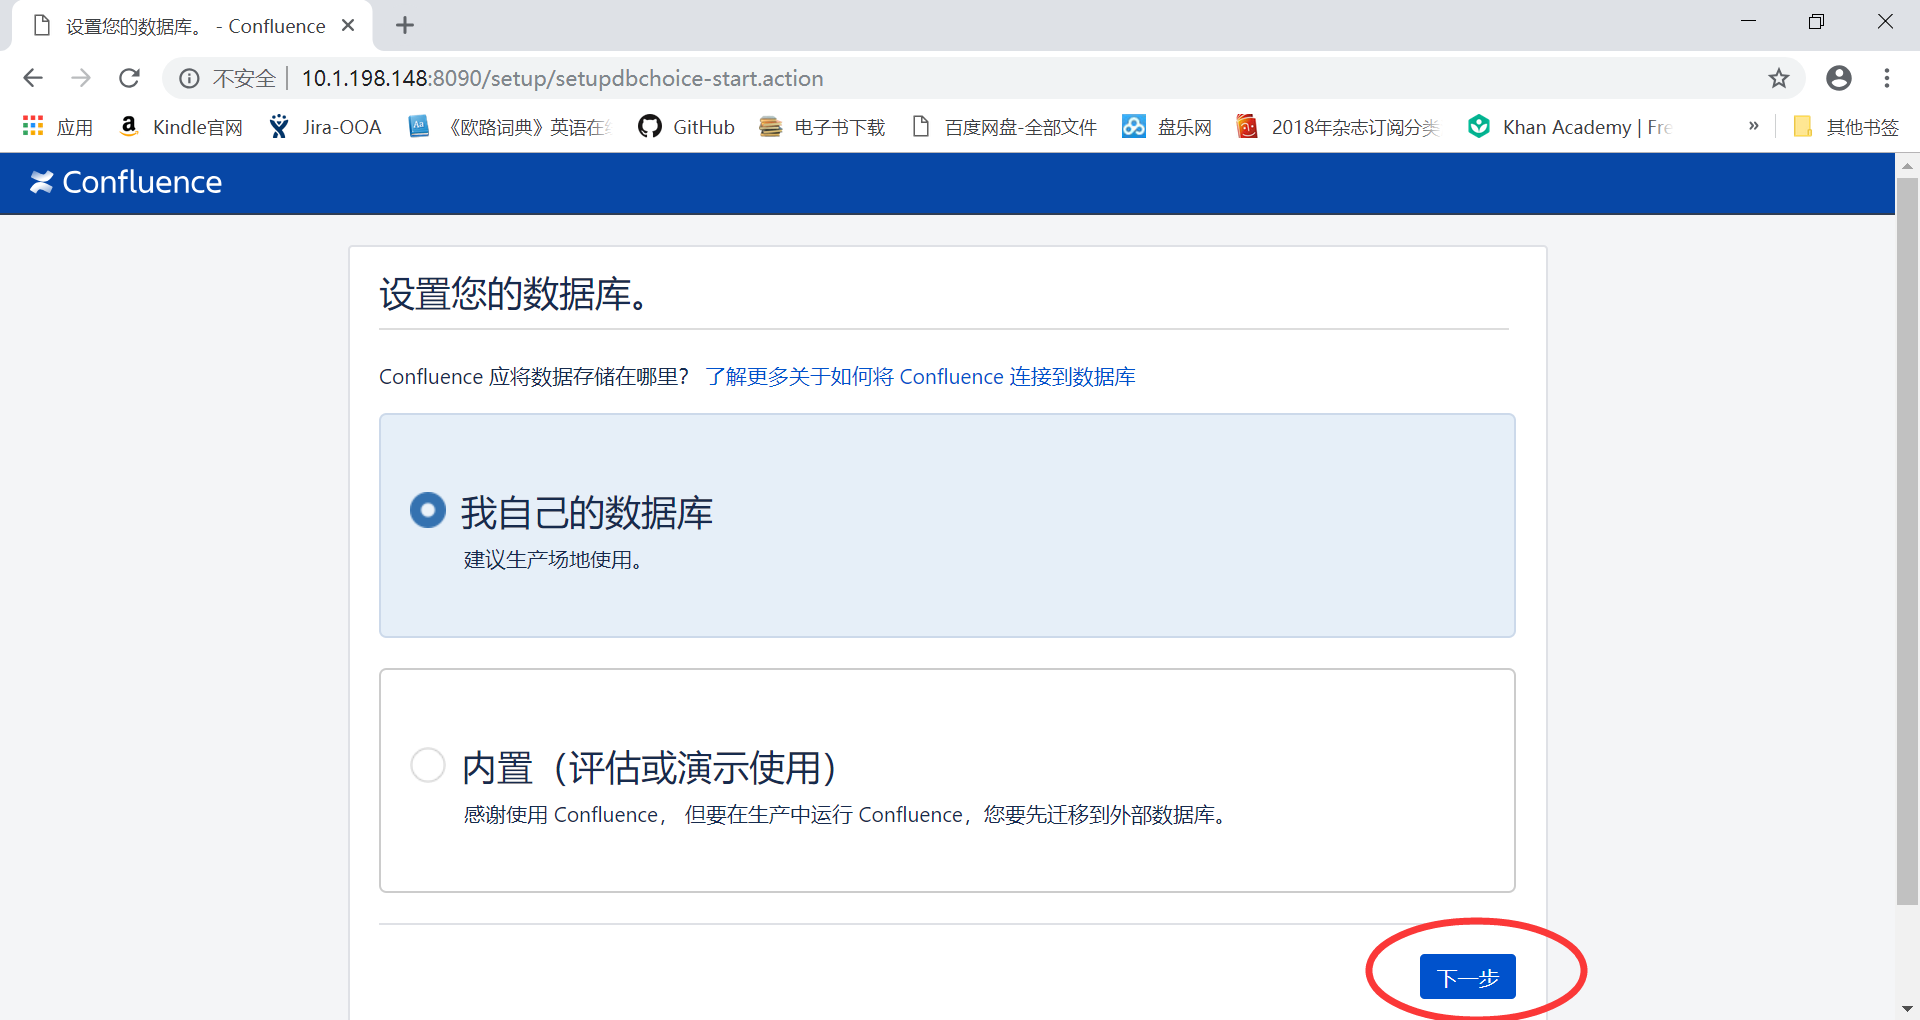 设置您的数据库。 - Confluence
不安全 10.1.198.148:8090/setup/setupdbchoice-start.action
应用 Kindle官网 Jira-OOA 《欧路词典》英语在 GitHub 电子书下载 百度网盘-全部文件 盘乐网 2018年杂志订阅分类 Khan Academy | Fre » 其他书签
Confluence
设置您的数据库。
Confluence 应将数据存储在哪里? 了解更多关于如何将 Confluence 连接到数据库
我自己的数据库
建议生产场地使用。
内置（评估或演示使用）
感谢使用 Confluence， 但要在生产中运行 Confluence，您要先迁移到外部数据库。
下一步